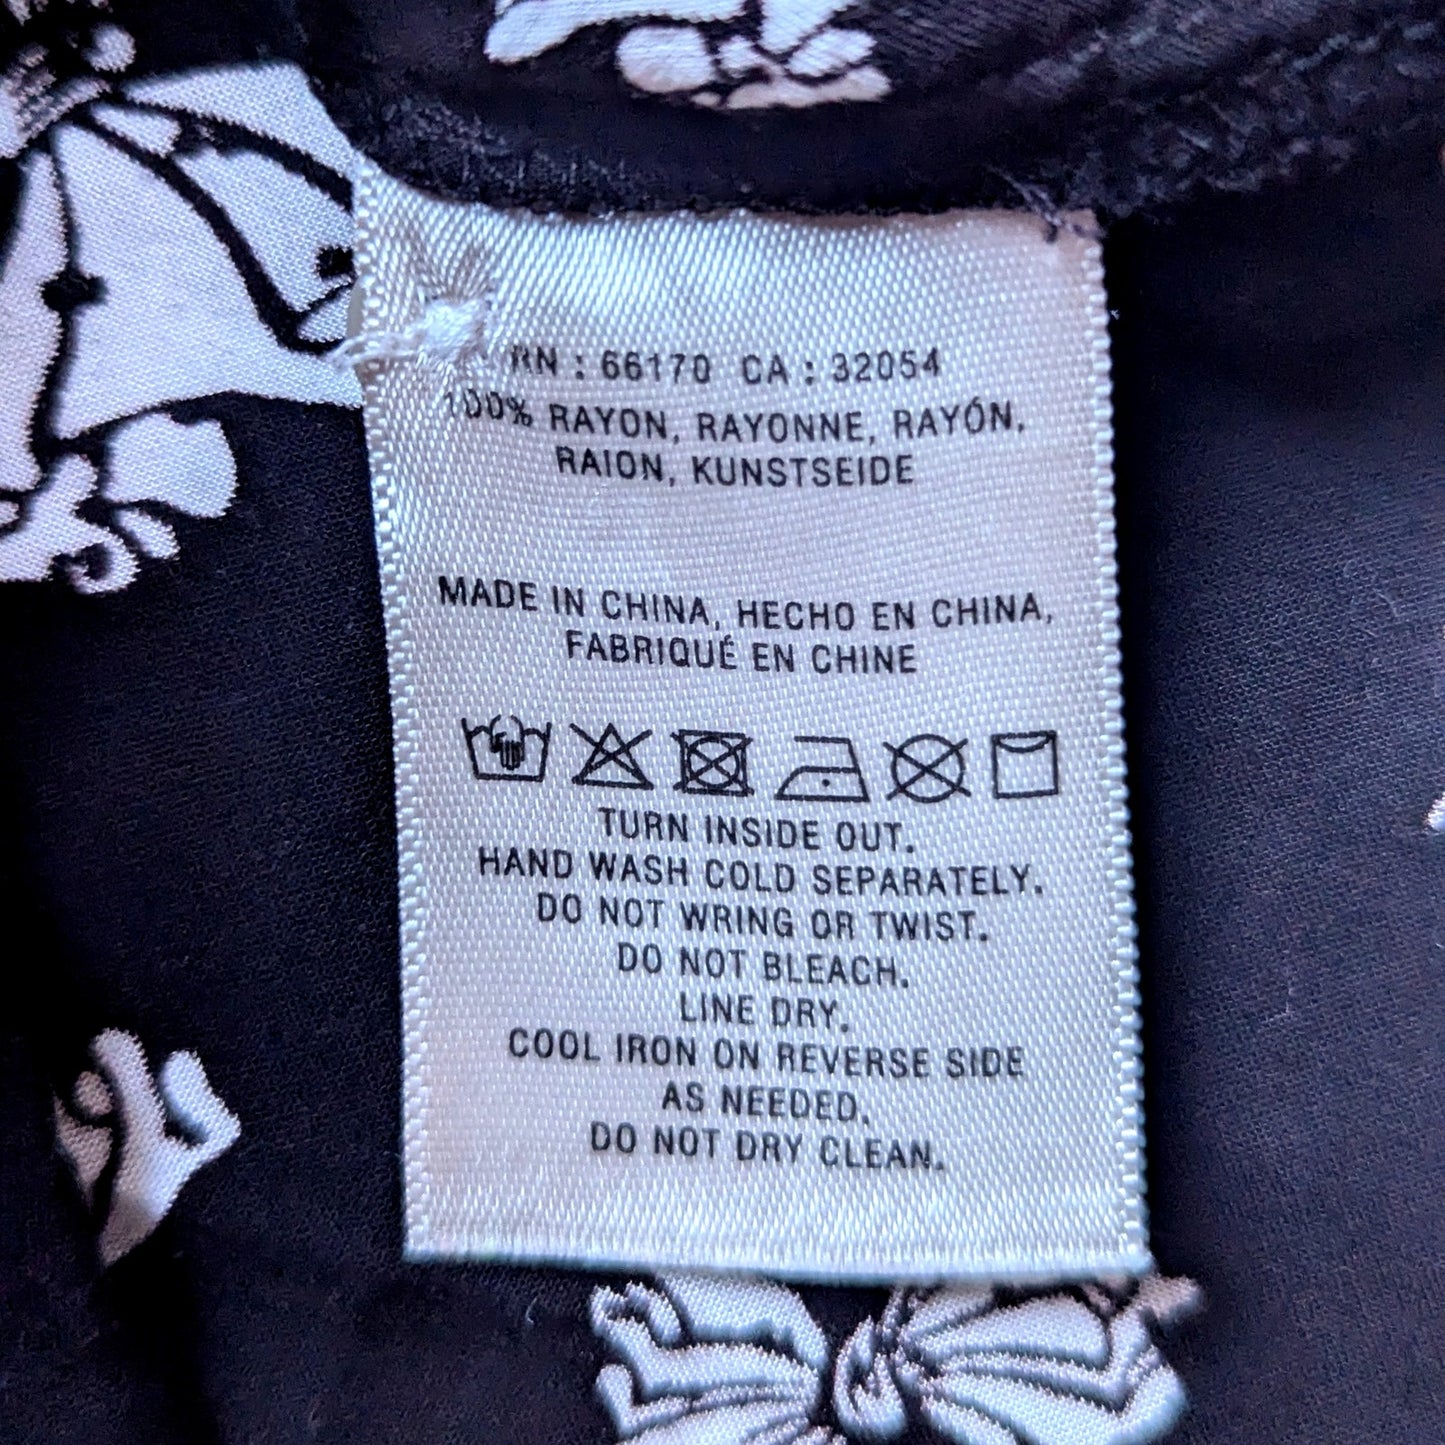 RN : 66170 CA : 32054
100% RAYON, RAYONNE, RAYÓN,
RAION, KUNSTSEIDE
MADE IN CHINA, HECHO EN CHINA,
FABRIQUÉ EN CHINE
TURN INSIDE OUT.
HAND WASH COLD SEPARATELY.
DO NOT WRING OR TWIST.
DO NOT BLEACH.
LINE DRY.
COOL IRON ON REVERSE SIDE
AS NEEDED.
DO NOT DRY CLEAN.